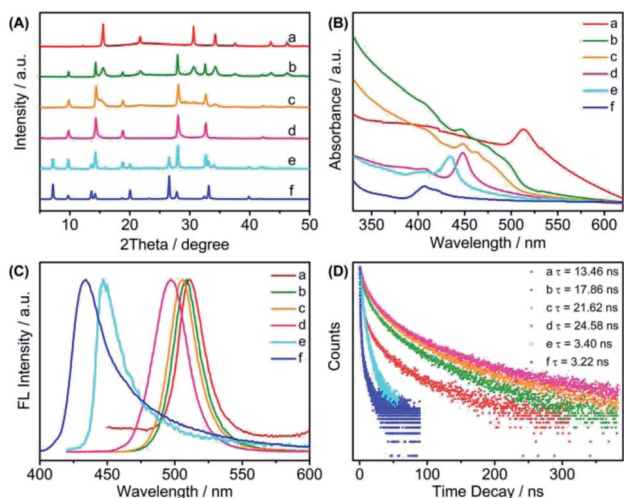 (A)
Intensity / a.u.
a
b
c
d
e
f
10 20 30 40 50
2Theta / degree
(B)
Absorbance / a.u.
a
b
c
d
e
f
350 400 450 500 550 600
Wavelength / nm
(C)
FL Intensity / a.u.
a
b
c
d
e
f
400 450 500 550 600
Wavelength / nm
(D)
Counts
a τ = 13.46 ns
b τ = 17.86 ns
c τ = 21.62 ns
d τ = 24.58 ns
e τ = 3.40 ns
f τ = 3.22 ns
0 100 200 300
Time Decay / ns